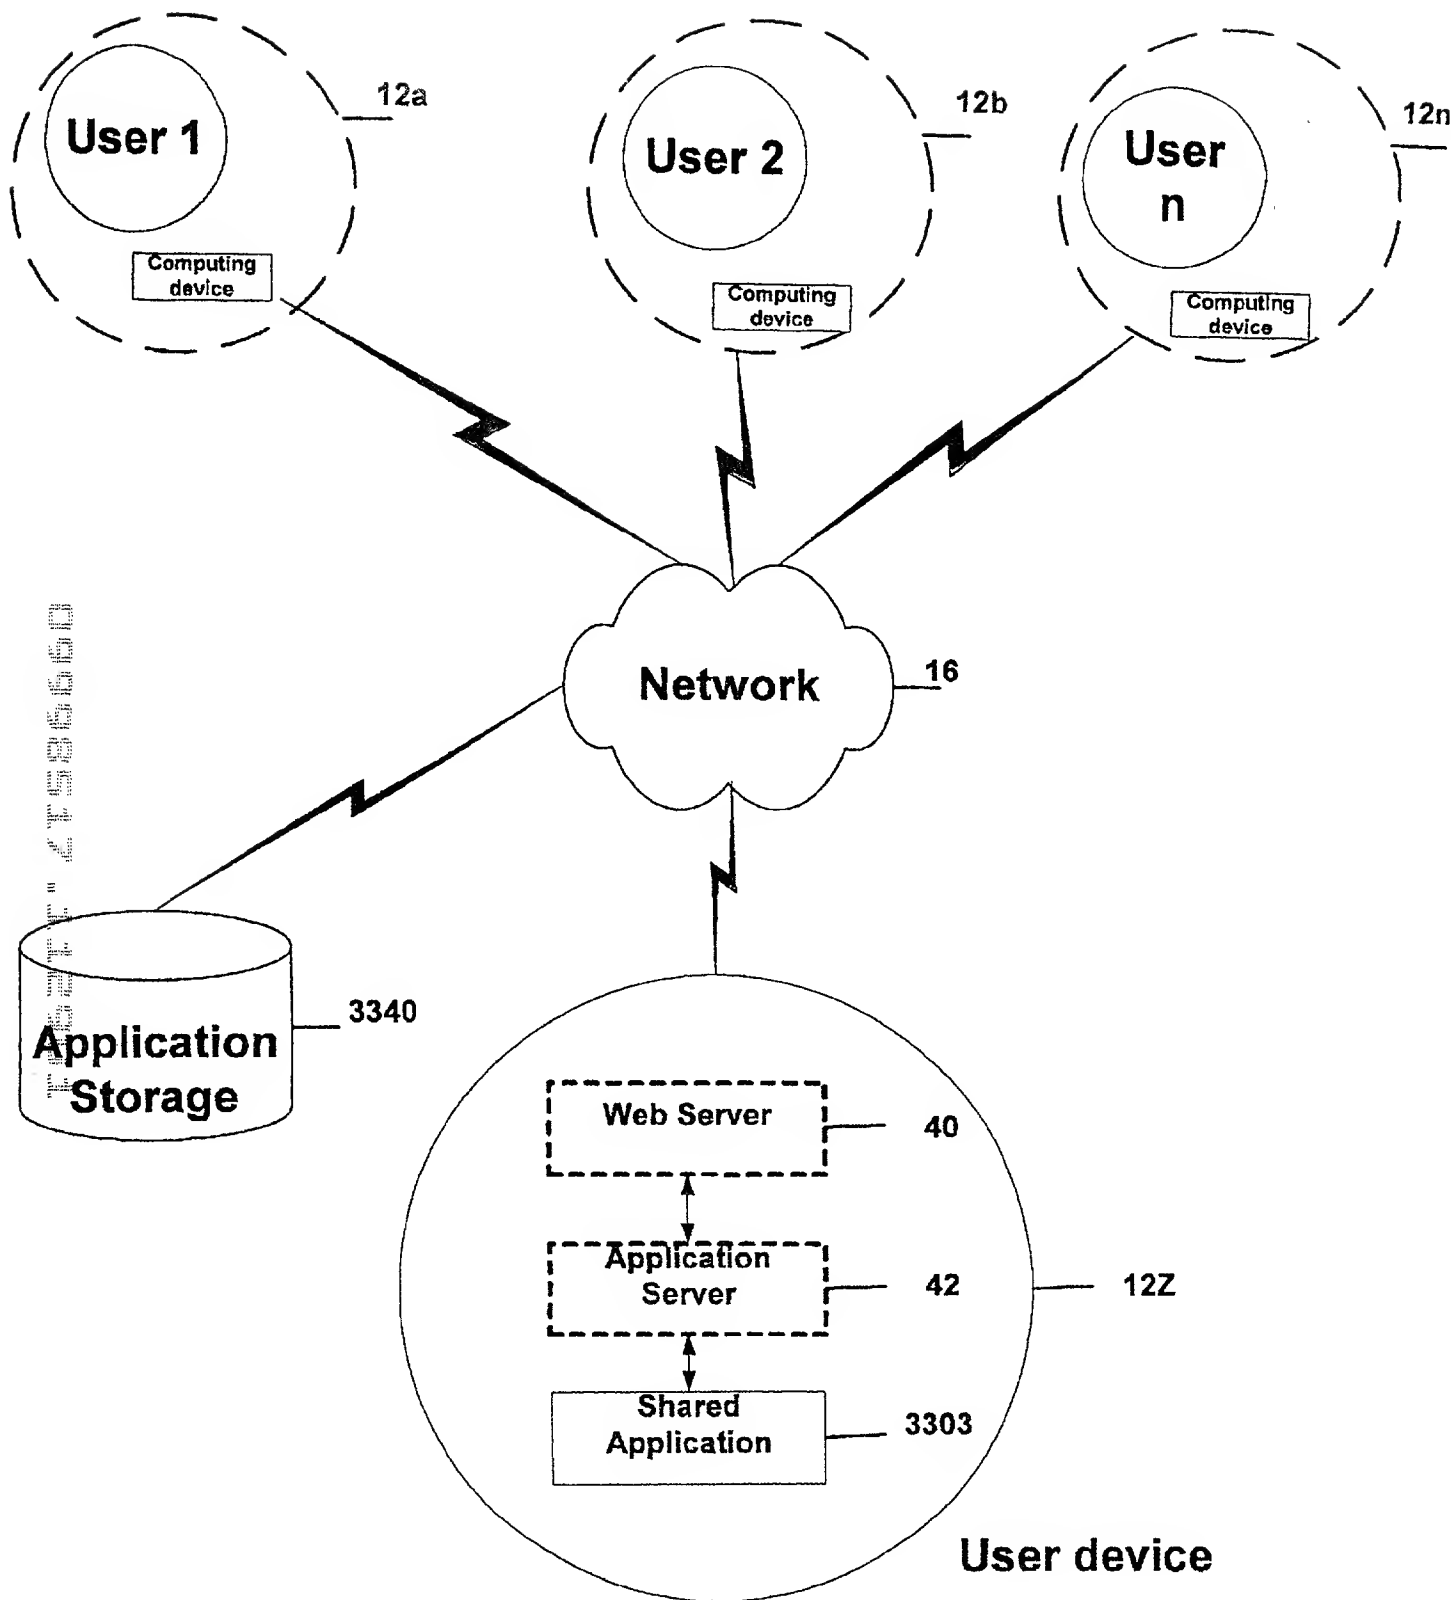 12a
User 1
Computing
device
12b
User 2
Computing
device
12n
User
n
Computing
device
Network
16
Application
Storage
3340
Web Server
40
Application
Server
42
12Z
Shared
Application
3303
User device